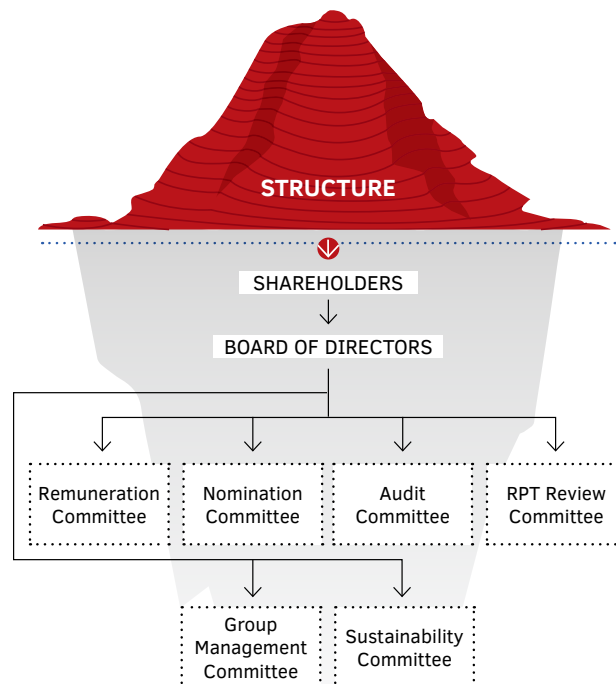 STRUCTURE
SHAREHOLDERS
BOARD OF DIRECTORS
Remuneration
Committee
Nomination
Committee
Audit
Committee
RPT Review
Committee
Group
Management
Committee
Sustainability
Committee